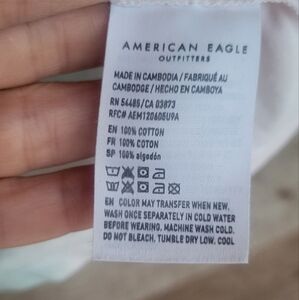 AMERICAN EAGLE
OUTFITTERS
MADE IN CAMBODIA / FABRIQUÉ AU
CAMBODGE / HECHO EN CAMBOYA
RN 54485/CA 03873
RFC# AEM120605U9A
EN 100% COTTON
FR 100% COTON
SP 100% algodón
EN COLOR MAY TRANSFER WHEN NEW.
WASH ONCE SEPARATELY IN COLD WATER
BEFORE WEARING. MACHINE WASH COLD.
DO NOT BLEACH, TUMBLE DRY LOW, COOL